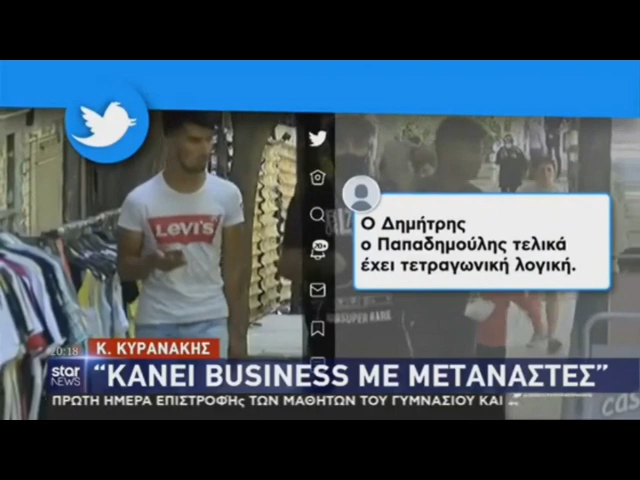 LEVI'S
20+
Ο Δημήτρης
ο Παπαδημούλης τελικά
έχει τετραγωνική λογική.
20:18
Κ. ΚΥΡΑΝΑΚΗΣ
star
NEWS
“ΚΑΝΕΙ BUSINESS ΜΕ ΜΕΤΑΝΑΣΤΕΣ”
ΠΡΩΤΗ ΗΜΕΡΑ ΕΠΙΣΤΡΟΦΗς ΤΩΝ ΜΑΘΗΤΩΝ ΤΟΥ ΓΥΜΝΑΣΙΟΥ ΚΑΙ